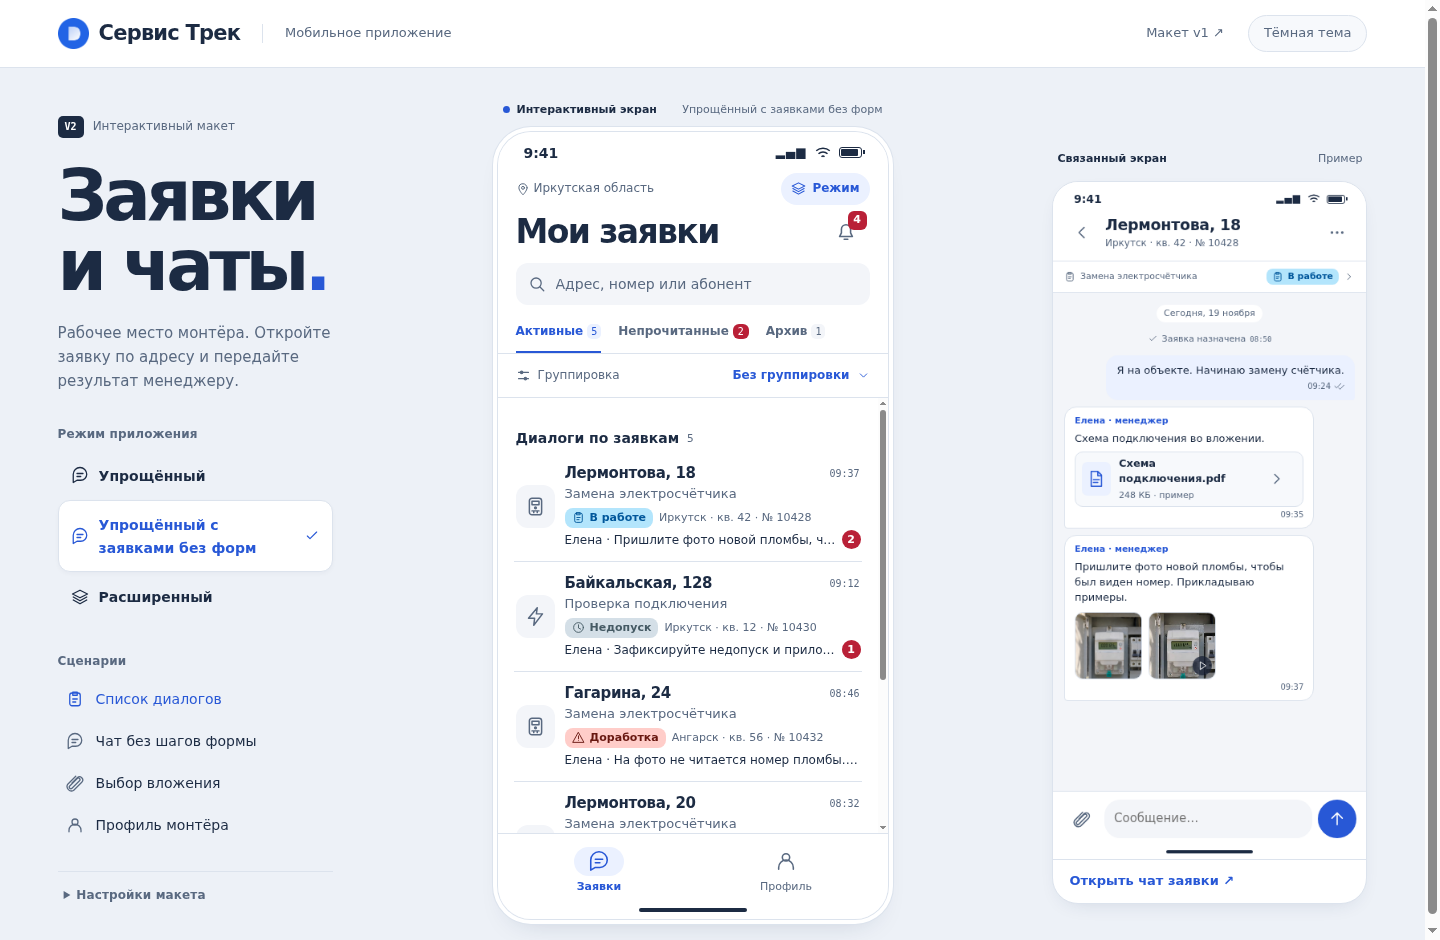 Сервис Трек
Мобильное приложение
Макет v1 ↗
Тёмная тема
V2
Интерактивный макет
Заявки
и чаты.
Рабочее место монтёра. Откройте
заявку по адресу и передайте
результат менеджеру.
Режим приложения
Упрощённый
Упрощённый с
заявками без форм
Расширенный
Сценарии
Список диалогов
Чат без шагов формы
Выбор вложения
Профиль монтёра
Настройки макета
Интерактивный экран
Упрощённый с заявками без форм
9:41
Иркутская область
Режим
Мои заявки
4
Адрес, номер или абонент
Активные 5
Непрочитанные 2
Архив 1
Группировка
Без группировки
Диалоги по заявкам 5
Лермонтова, 18
09:37
Замена электросчётчика
В работе
Иркутск · кв. 42 · № 10428
Елена · Пришлите фото новой пломбы, ч…
2
Байкальская, 128
09:12
Проверка подключения
Недопуск
Иркутск · кв. 12 · № 10430
Елена · Зафиксируйте недопуск и прило…
1
Гагарина, 24
08:46
Замена электросчётчика
Доработка
Ангарск · кв. 56 · № 10432
Елена · На фото не читается номер пломбы.…
Лермонтова, 20
08:32
Замена электросчётчика
Заявки
Профиль
Связанный экран
Пример
9:41
Лермонтова, 18
Иркутск · кв. 42 · № 10428
Замена электросчётчика
В работе
Сегодня, 19 ноября
Заявка назначена 08:50
Я на объекте. Начинаю замену счётчика.
09:24
Елена · менеджер
Схема подключения во вложении.
Схема
подключения.pdf
248 КБ · пример
09:35
Елена · менеджер
Пришлите фото новой пломбы, чтобы
был виден номер. Прикладываю
примеры.
09:37
Сообщение…
Открыть чат заявки ↗